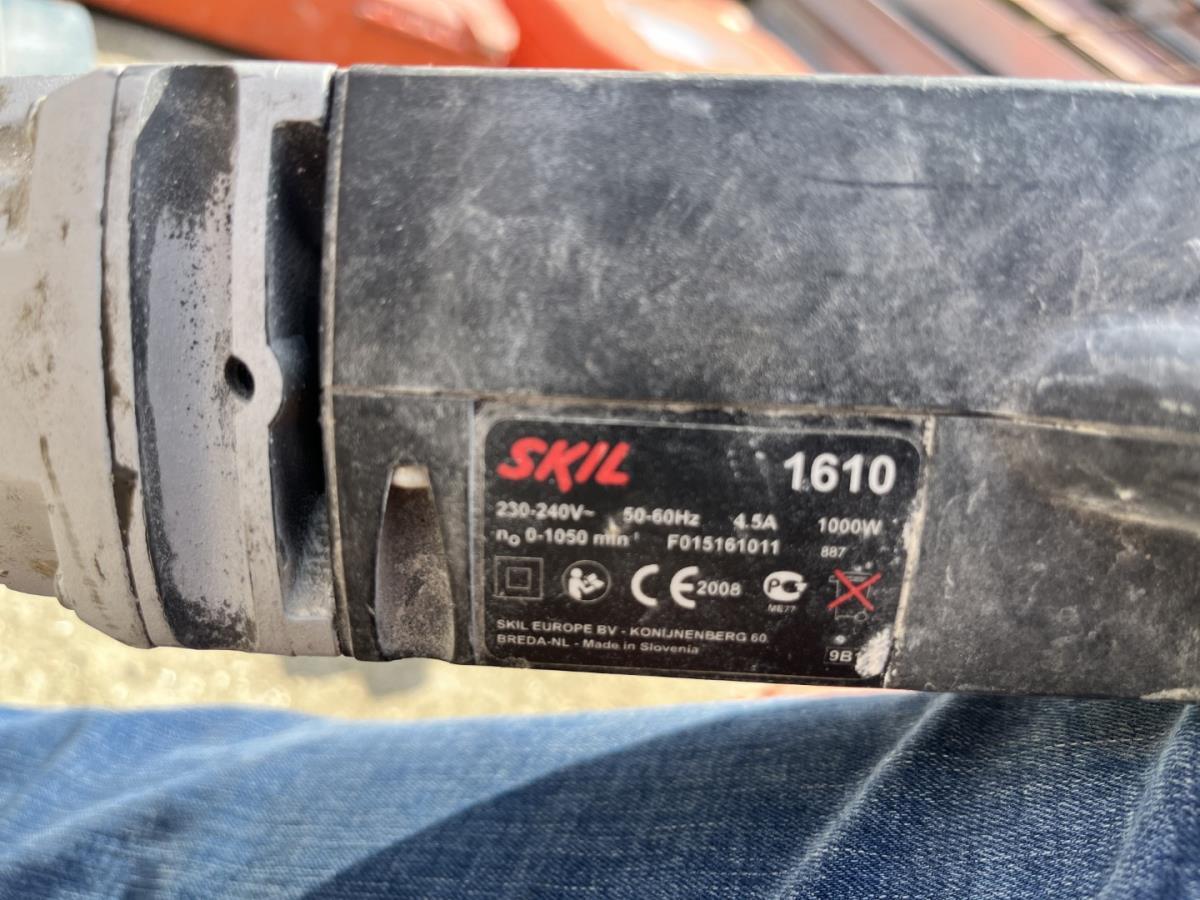 SKIL 1610
230-240V~ 50-60Hz 4.5A 1000W
n₀ 0-1050 min⁻¹ F015161011 887
CE 2008 PC ME77
SKIL EUROPE BV - KONIJNENBERG 60
BREDA-NL - Made in Slovenia